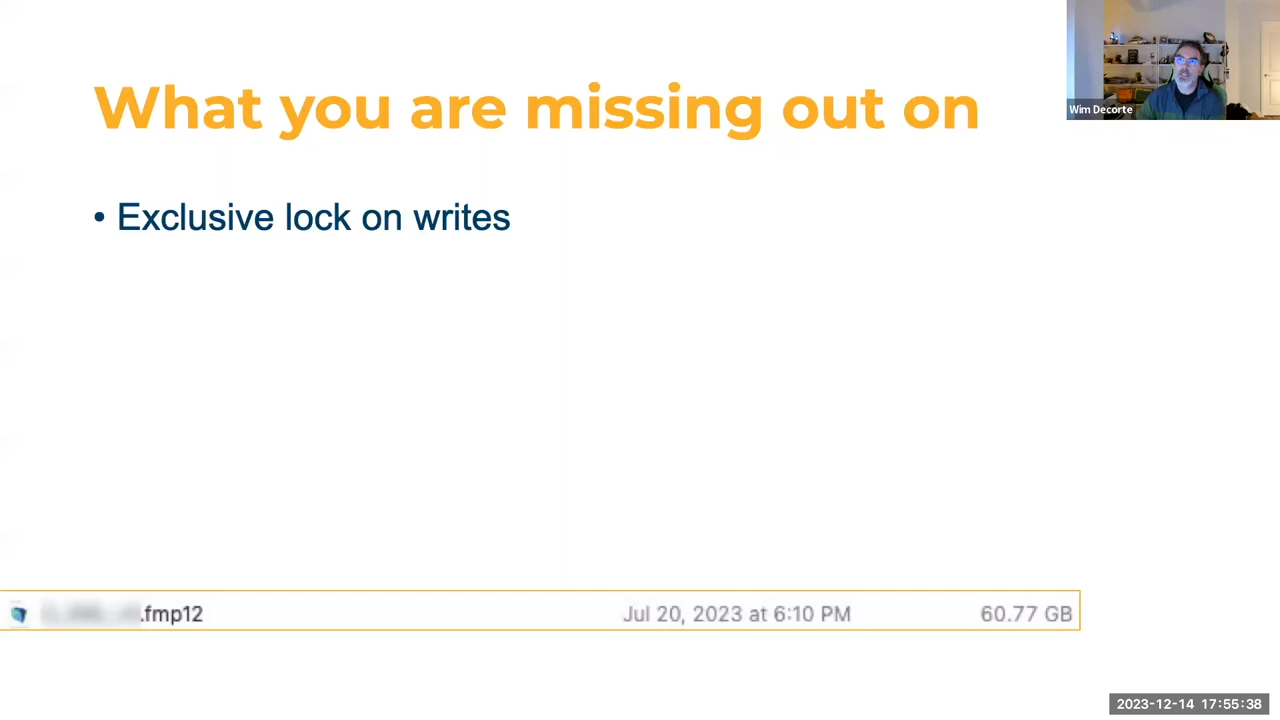 What you are missing out on
Wim Decorte
• Exclusive lock on writes
.fmp12 Jul 20, 2023 at 6:10 PM 60.77 GB
2023-12-14 17:55:38